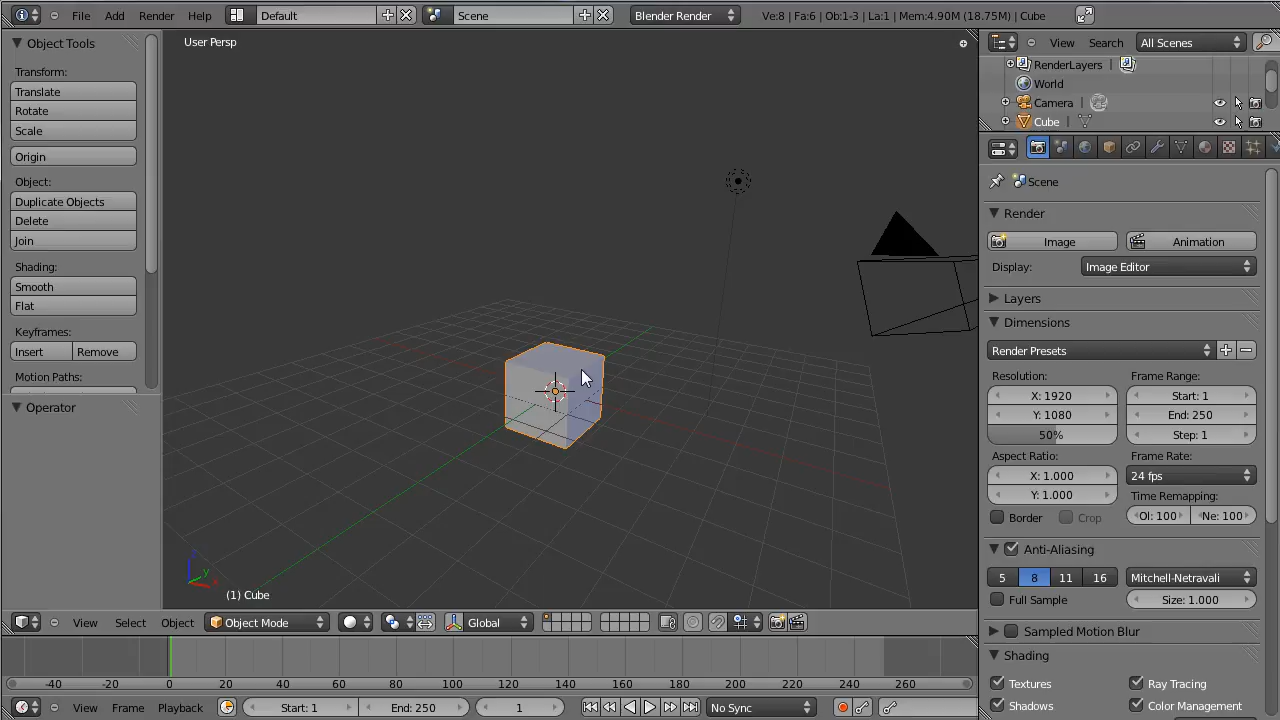 File Add Render Help Default Scene Blender Render Ve:8 | Fa:6 | Ob:1-3 | La:1 | Mem:4.90M (18.75M) | Cube
Object Tools
Transform:
Translate
Rotate
Scale
Origin
Object:
Duplicate Objects
Delete
Join
Shading:
Smooth
Flat
Keyframes:
Insert Remove
Motion Paths:
Operator
User Persp
z
y
x
(1) Cube
View Select Object Object Mode Global
-40 -20 0 20 40 60 80 100 120 140 160 180 200 220 240 260
View Frame Playback Start: 1 End: 250 1 No Sync
View Search All Scenes
RenderLayers |
World
Camera |
Cube |
Scene
Render
Image Animation
Display: Image Editor
Layers
Dimensions
Render Presets
Resolution: Frame Range:
X: 1920 Start: 1
Y: 1080 End: 250
50% Step: 1
Aspect Ratio: Frame Rate:
X: 1.000 24 fps
Y: 1.000 Time Remapping:
Border Crop Ol: 100 Ne: 100
Anti-Aliasing
5 8 11 16 Mitchell-Netravali
Full Sample Size: 1.000
Sampled Motion Blur
Shading
Textures Ray Tracing
Shadows Color Management